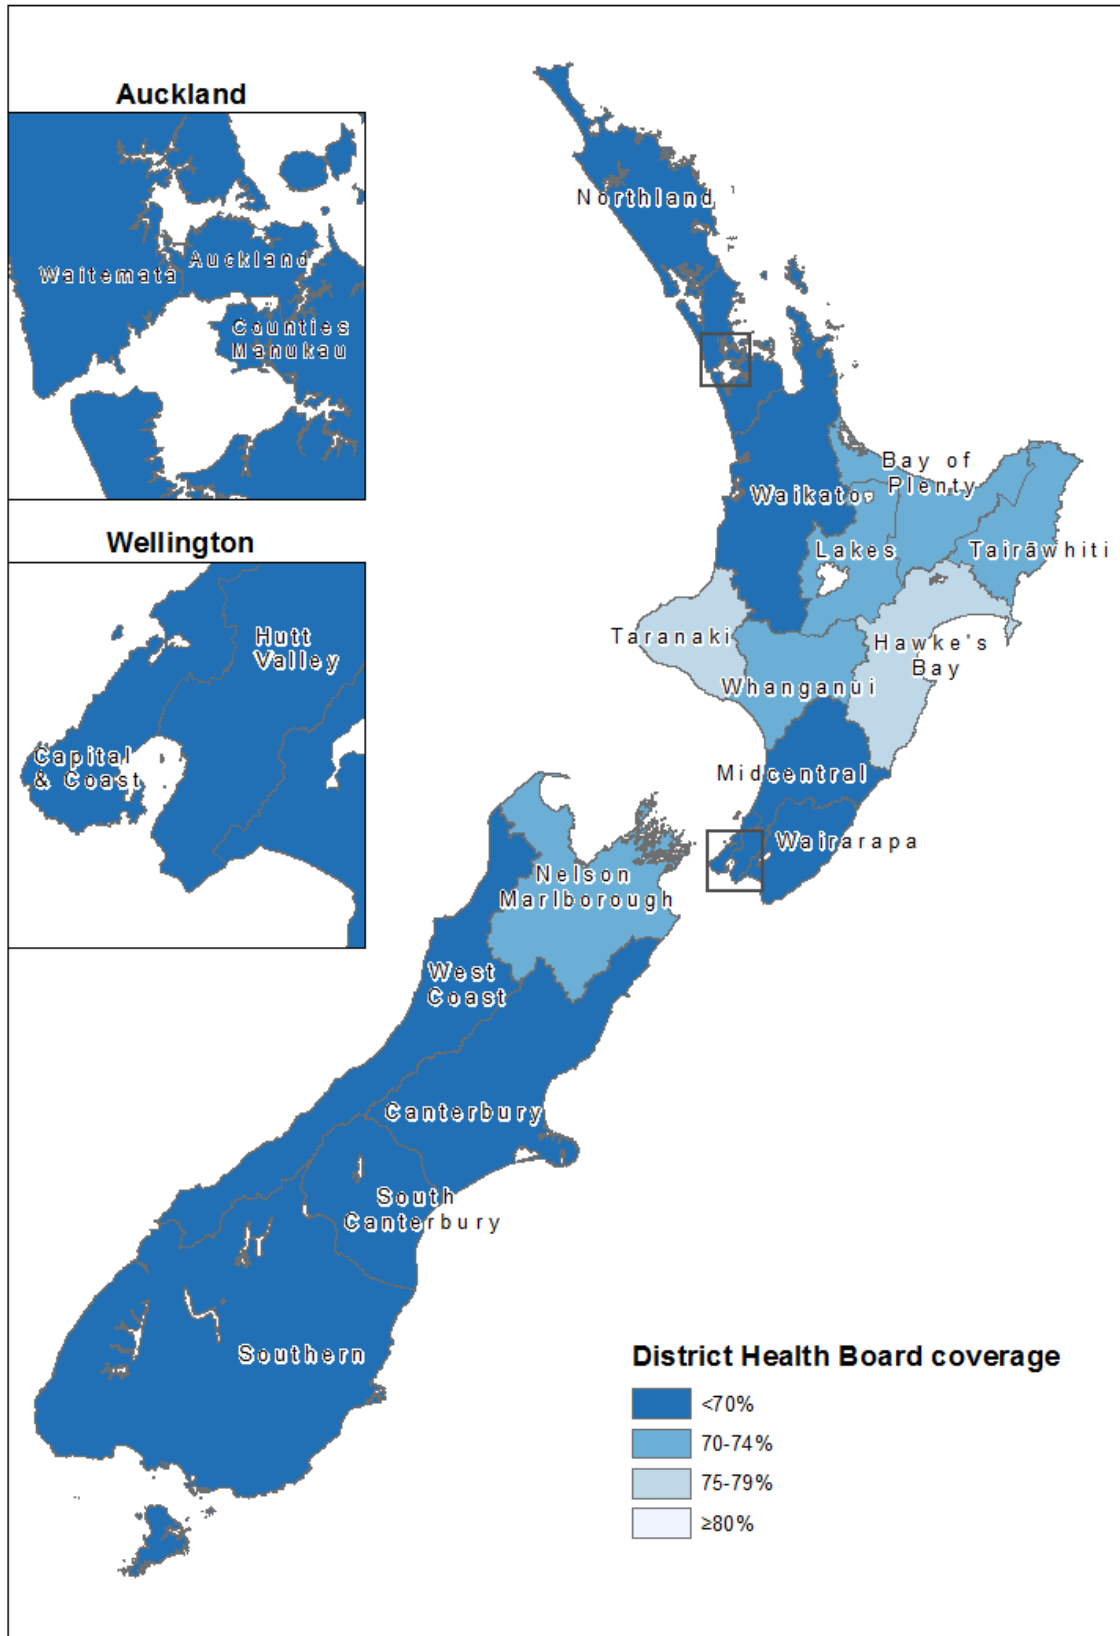 Auckland
Waitemata
Auckland
Counties
Manukau
Wellington
Hutt
Valley
Capital
& Coast
Northland
Waikato
Bay of
Plenty
Lakes
Tairāwhiti
Taranaki
Hawke's
Bay
Whanganui
Midcentral
Wairarapa
Nelson
Marlborough
West
Coast
Canterbury
South
Canterbury
Southern
District Health Board coverage
<70%
70-74%
75-79%
≥80%